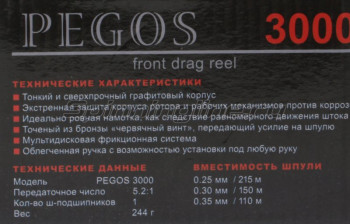 PEGOS 3000
front drag reel
ТЕХНИЧЕСКИЕ ХАРАКТЕРИСТИКИ
Тонкий и сверхпрочный графитовый корпус
Экстренная защита корпуса ротора и рабочих механизмов против корроз
Идеально ровная намотка, как следствие равномерного движения штока
Точеный из бронзы «червячный винт», передающий усилие на шпулю
Мультидисковая фрикционная система
Облегченная ручка с возможностью установки под любую руку
ТЕХНИЧЕСКИЕ ДАННЫЕ
Модель PEGOS 3000
Передаточное число 5.2:1
Кол-во ш-подшипников 1
Вес 244 г
ВМЕСТИМОСТЬ ШПУЛИ
0.25 мм / 215 м
0.30 мм / 150 м
0.35 мм / 110 м